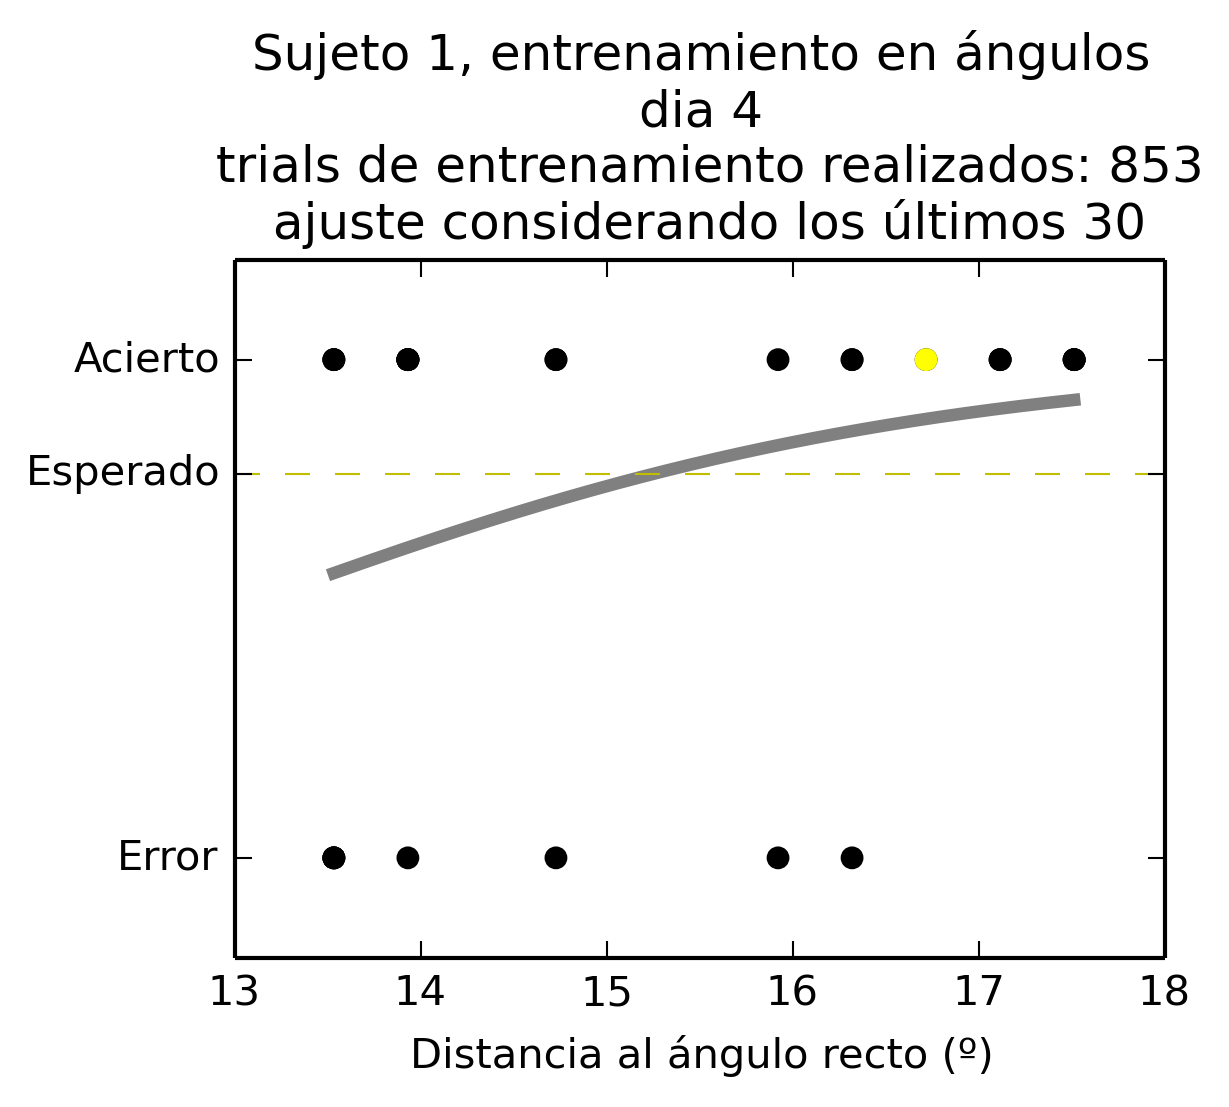 Sujeto 1, entrenamiento en ángulos
dia 4
trials de entrenamiento realizados: 853
ajuste considerando los últimos 30
Acierto
Esperado
Error
13 14 15 16 17 18
Distancia al ángulo recto (º)